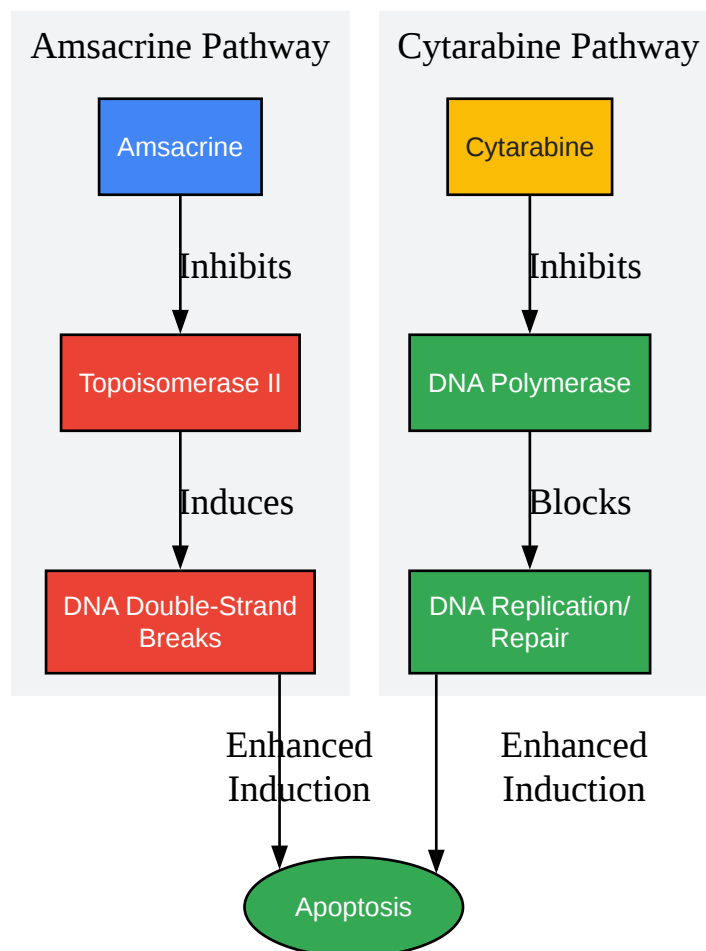 Amsacrine Pathway
Amsacrine
Inhibits
Topoisomerase II
Induces
DNA Double-Strand
Breaks
Enhanced
Induction
Cytarabine Pathway
Cytarabine
Inhibits
DNA Polymerase
Blocks
DNA Replication/
Repair
Enhanced
Induction
Apoptosis